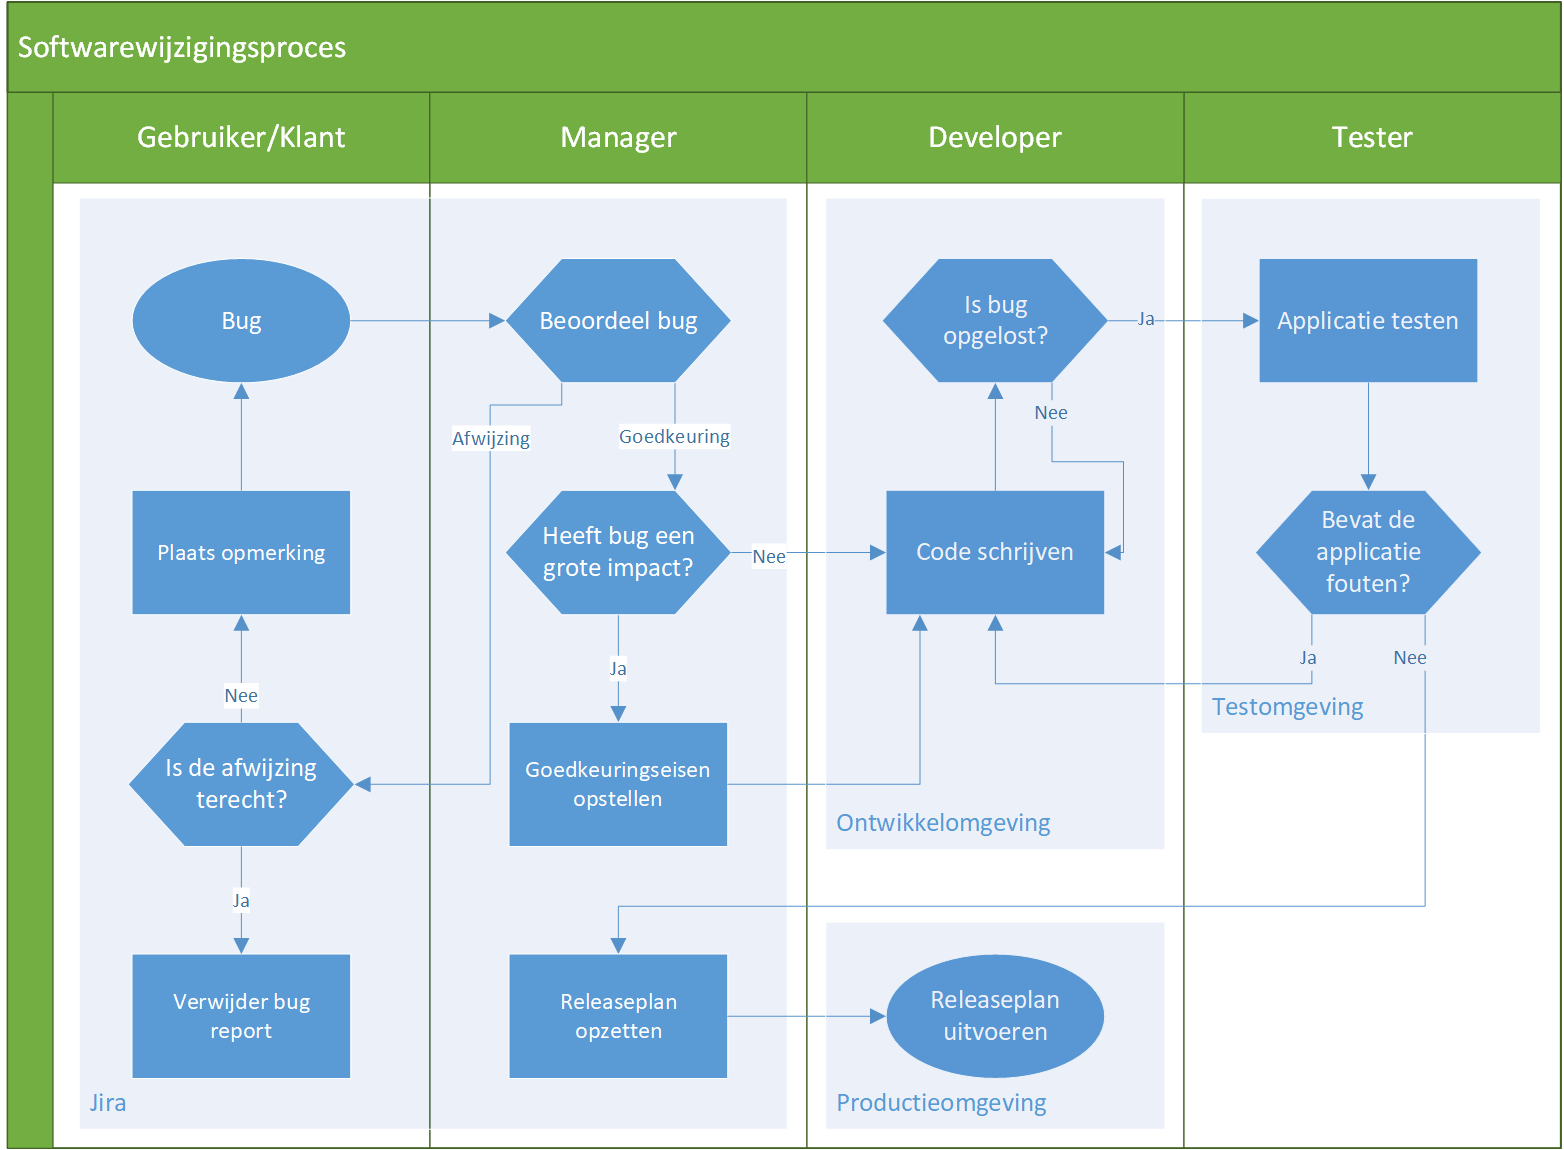 Softwarewijzigingsproces
Gebruiker/Klant
Manager
Developer
Tester
Bug
Beoordeel bug
Is bug
opgelost?
Ja
Applicatie testen
Afwijzing
Goedkeuring
Nee
Plaats opmerking
Heeft bug een
grote impact?
Nee
Code schrijven
Bevat de
applicatie
fouten?
Nee
Ja
Ja
Nee
Testomgeving
Is de afwijzing
terecht?
Goedkeuringseisen
opstellen
Ontwikkelomgeving
Ja
Verwijder bug
report
Releaseplan
opzetten
Releaseplan
uitvoeren
Jira
Productieomgeving